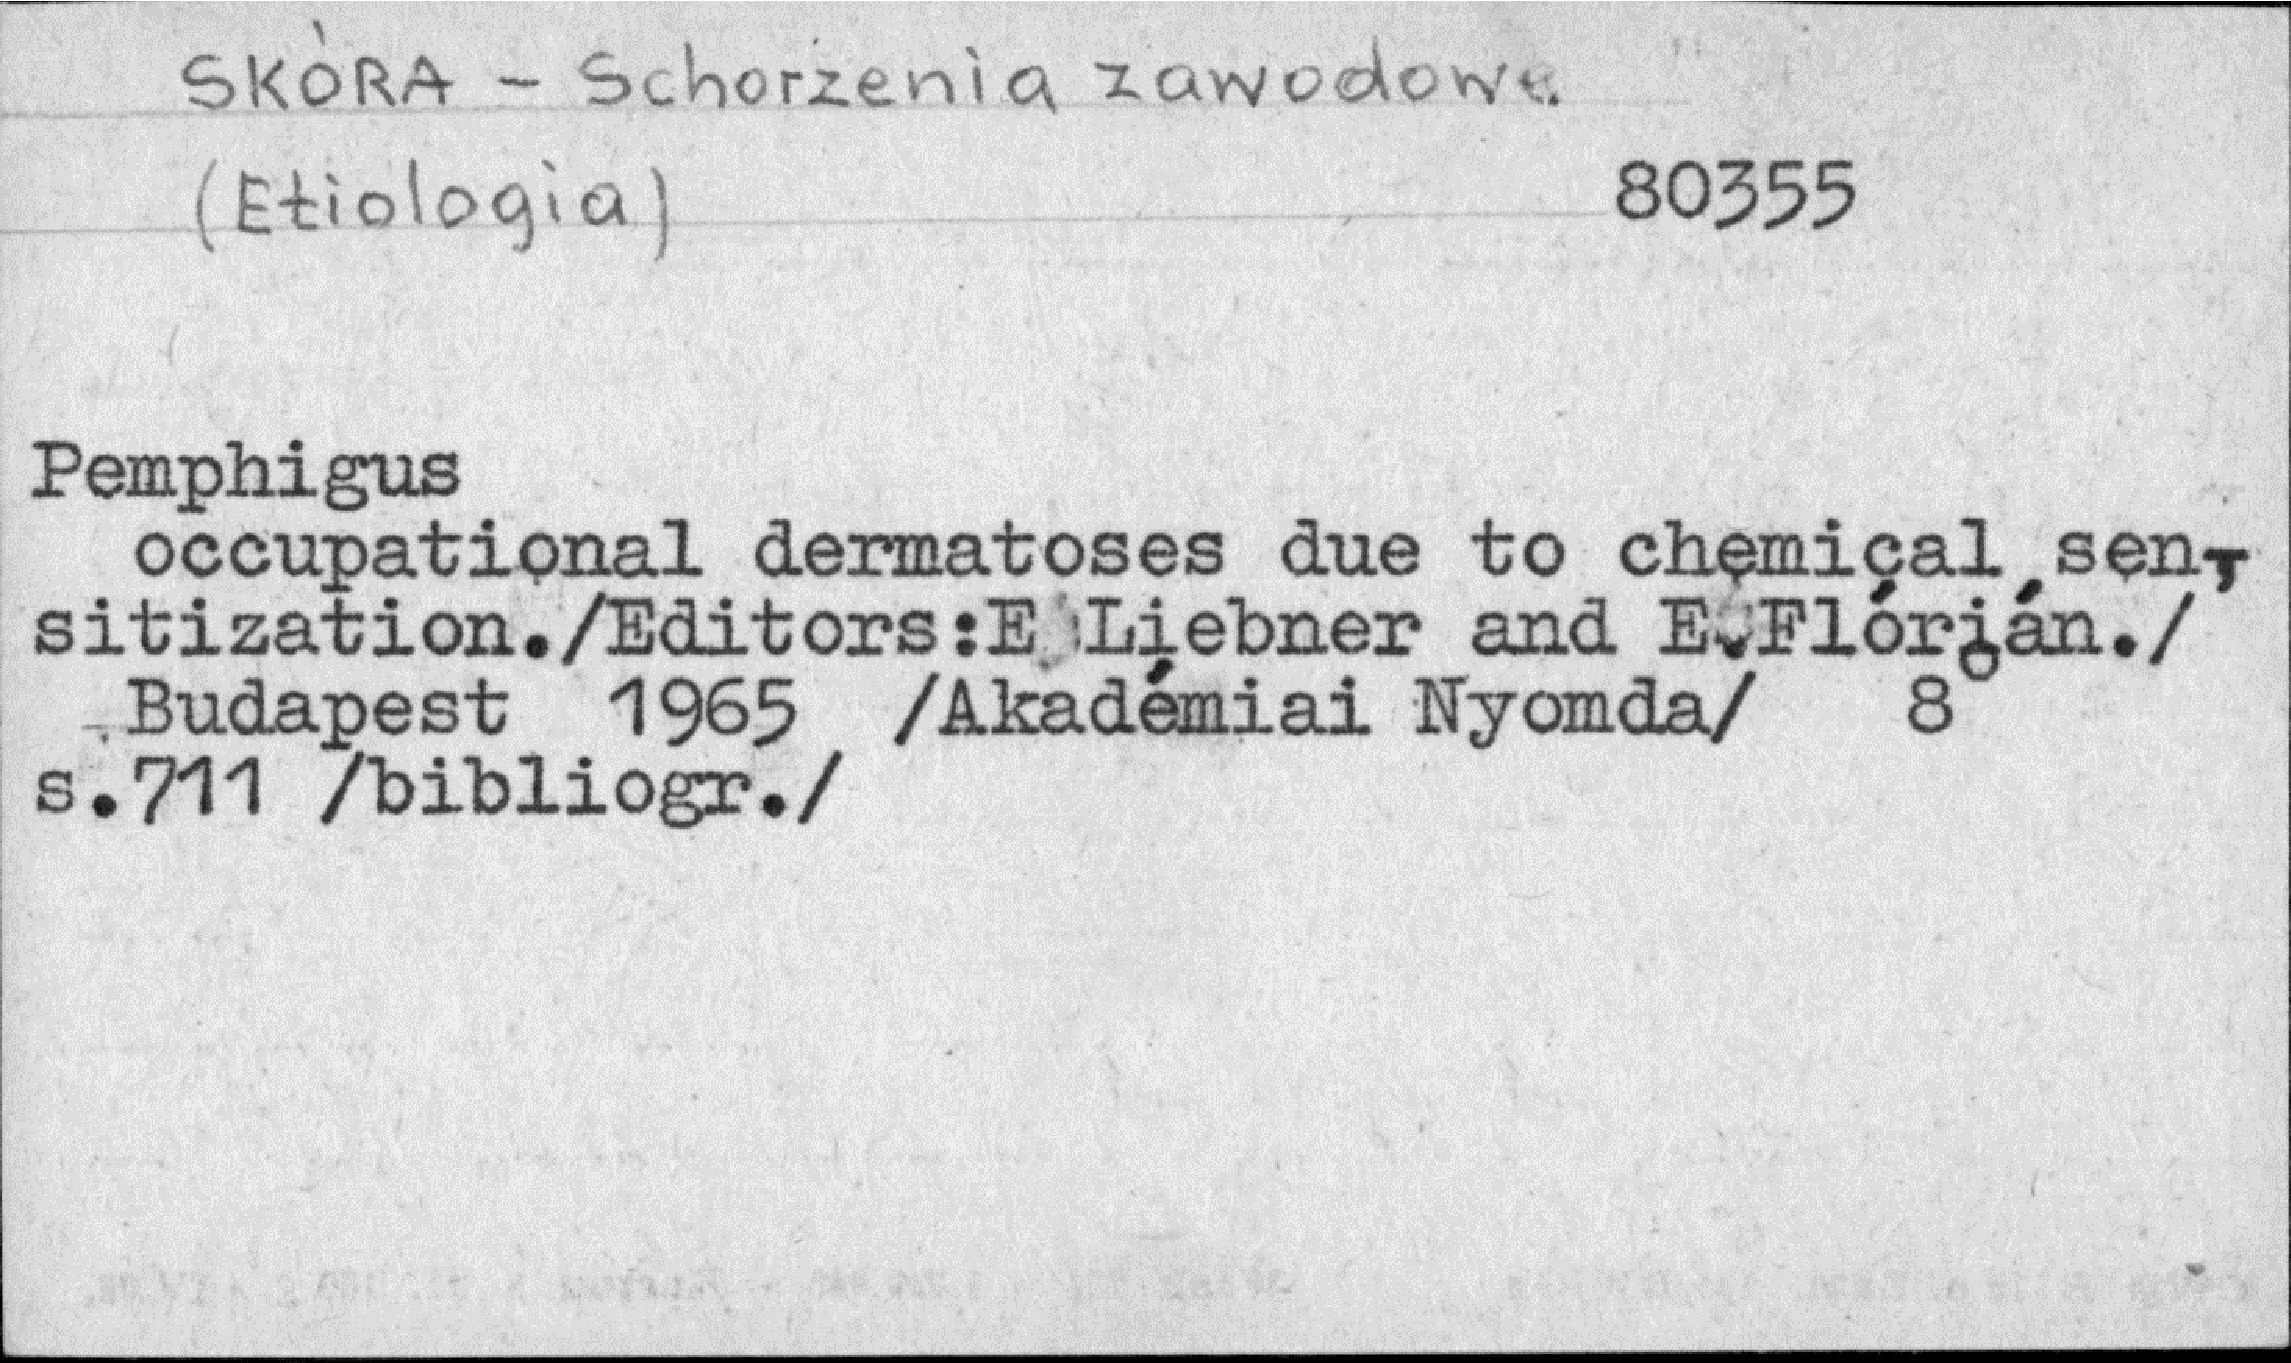 SKÓRA - Schorzenia zawodowe.
(Etiologia) 80355
Pemphigus
occupational dermatoses due to chemical sen-
sitization./Editors:E Liebner and E.Flórián./
Budapest 1965 /Akadémiai Nyomda/ 8°
s.711 /bibliogr./